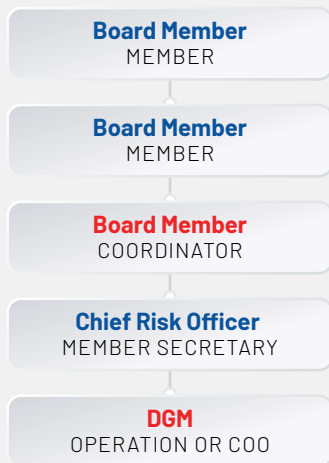 Board Member
MEMBER
Board Member
MEMBER
Board Member
COORDINATOR
Chief Risk Officer
MEMBER SECRETARY
DGM
OPERATION OR COO